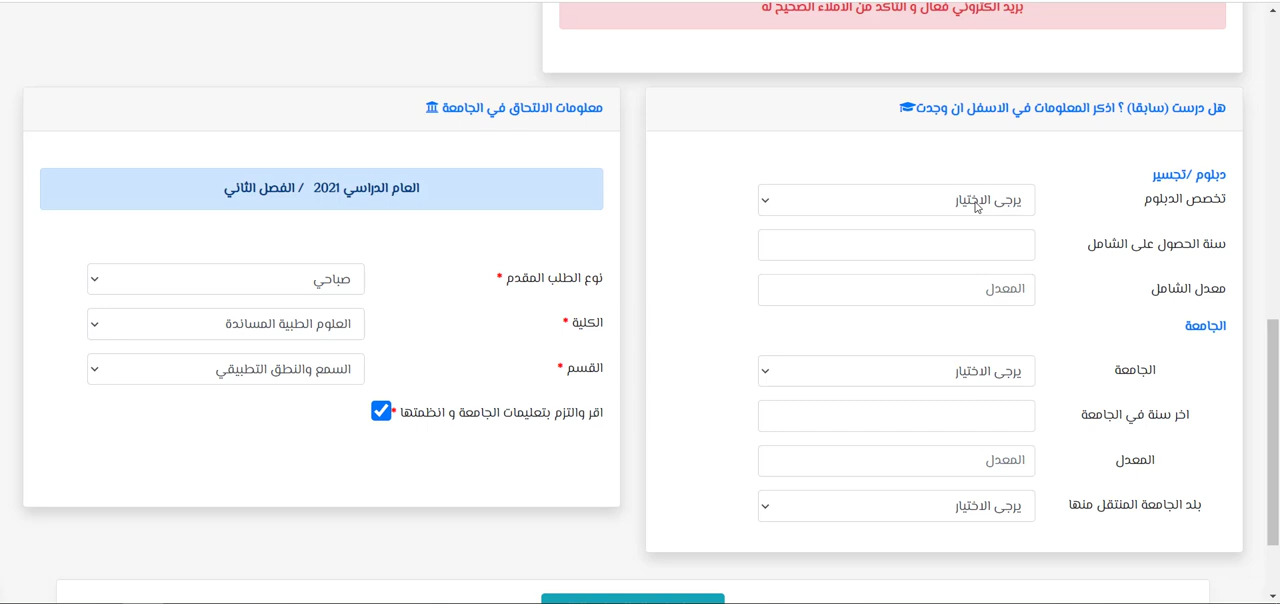 بريد الكتروني فعال و التأكد من الاملاء الصحيح له
هل درست (سابقا) ؟ اذكر المعلومات في الاسفل ان وجدت
دبلوم /تجسير
تخصص الدبلوم
يرجى الاختيار
سنة الحصول على الشامل
معدل الشامل
المعدل
الجامعة
الجامعة
يرجى الاختيار
اخر سنة في الجامعة
المعدل
المعدل
بلد الجامعة المنتقل منها
يرجى الاختيار
معلومات الالتحاق في الجامعة
العام الدراسي 2021 / الفصل الثاني
نوع الطلب المقدم *
صباحي
الكلية *
العلوم الطبية المساندة
القسم *
السمع والنطق التطبيقي
اقر والتزم بتعليمات الجامعة و انظمتها *